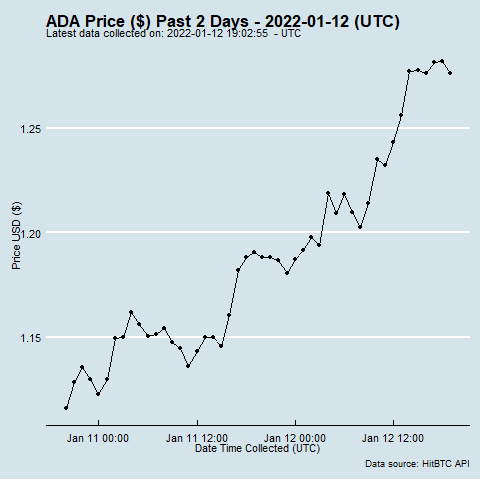 ADA Price ($) Past 2 Days - 2022-01-12 (UTC)
Latest data collected on: 2022-01-12 19:02:55 - UTC
1.25
1.20
1.15
Price USD ($)
Jan 11 00:00 Jan 11 12:00 Jan 12 00:00 Jan 12 12:00
Date Time Collected (UTC)
Data source: HitBTC API